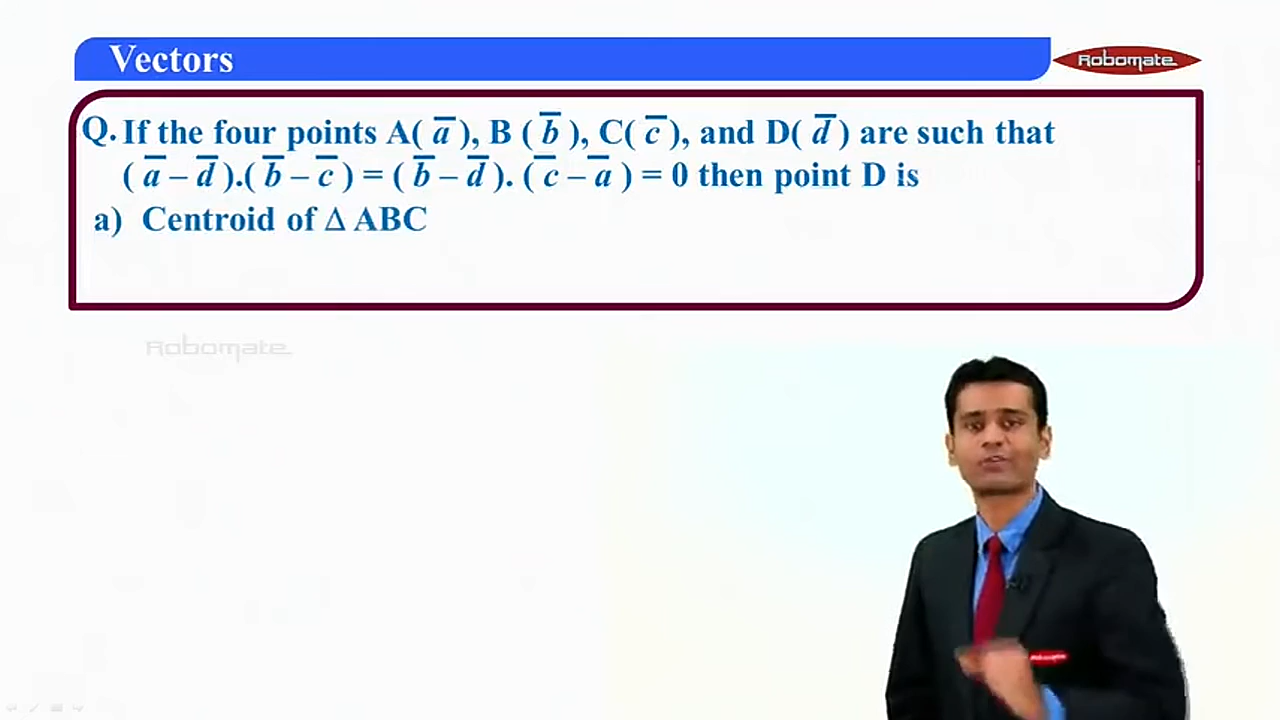 Vectors
Robomate
Q. If the four points A( a̅ ), B ( b̅ ), C( c̅ ), and D( d̅ ) are such that
( a̅ – d̅ ).( b̅ – c̅ ) = ( b̅ – d̅ ). ( c̅ – a̅ ) = 0 then point D is
a) Centroid of Δ ABC
Robomate